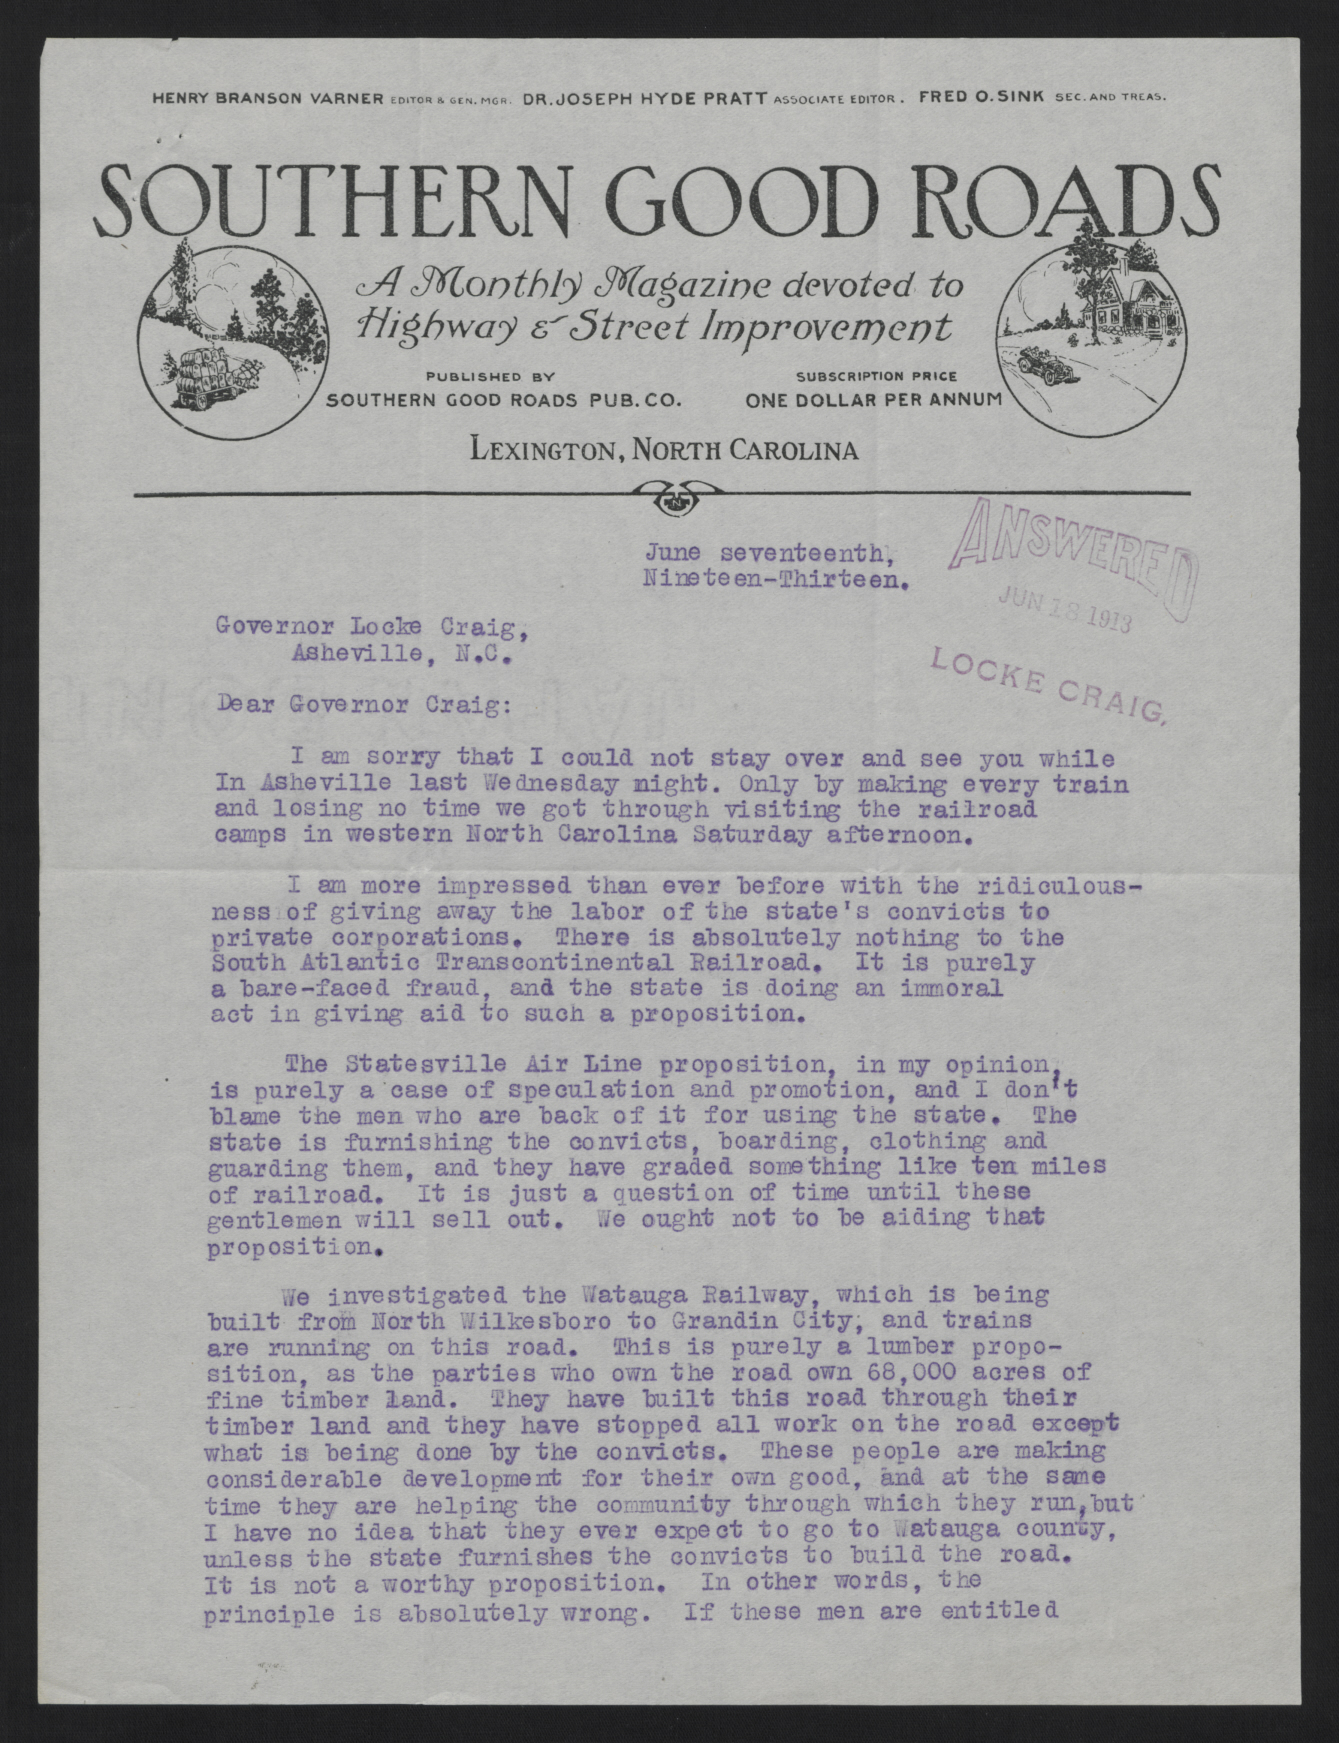 HENRY BRANSON VARNER EDITOR & GEN. MGR. DR. JOSEPH HYDE PRATT ASSOCIATE EDITOR. FRED O. SINK SEC. AND TREAS.
SOUTHERN GOOD ROADS
A Monthly Magazine devoted to
Highway & Street Improvement
PUBLISHED BY
SOUTHERN GOOD ROADS PUB. CO.
SUBSCRIPTION PRICE
ONE DOLLAR PER ANNUM
LEXINGTON, NORTH CAROLINA
June seventeenth,
Nineteen-Thirteen.
ANSWERED
JUN 18 1913
LOCKE CRAIG.
Governor Locke Craig,
Asheville, N.C.
Dear Governor Craig:
I am sorry that I could not stay over and see you while
In Asheville last Wednesday night. Only by making every train
and losing no time we got through visiting the railroad
camps in western North Carolina Saturday afternoon.
I am more impressed than ever before with the ridiculous-
ness of giving away the labor of the state's convicts to
private corporations. There is absolutely nothing to the
South Atlantic Transcontinental Railroad. It is purely
a bare-faced fraud, and the state is doing an immoral
act in giving aid to such a proposition.
The Statesville Air Line proposition, in my opinion,
is purely a case of speculation and promotion, and I don't
blame the men who are back of it for using the state. The
state is furnishing the convicts, boarding, clothing and
guarding them, and they have graded something like ten miles
of railroad. It is just a question of time until these
gentlemen will sell out. We ought not to be aiding that
proposition.
We investigated the Watauga Railway, which is being
built from North Wilkesboro to Grandin City, and trains
are running on this road. This is purely a lumber propo-
sition, as the parties who own the road own 68,000 acres of
fine timber land. They have built this road through their
timber land and they have stopped all work on the road except
what is being done by the convicts. These people are making
considerable development for their own good, and at the same
time they are helping the community through which they run, but
I have no idea that they ever expect to go to Watauga county,
unless the state furnishes the convicts to build the road.
It is not a worthy proposition. In other words, the
principle is absolutely wrong. If these men are entitled